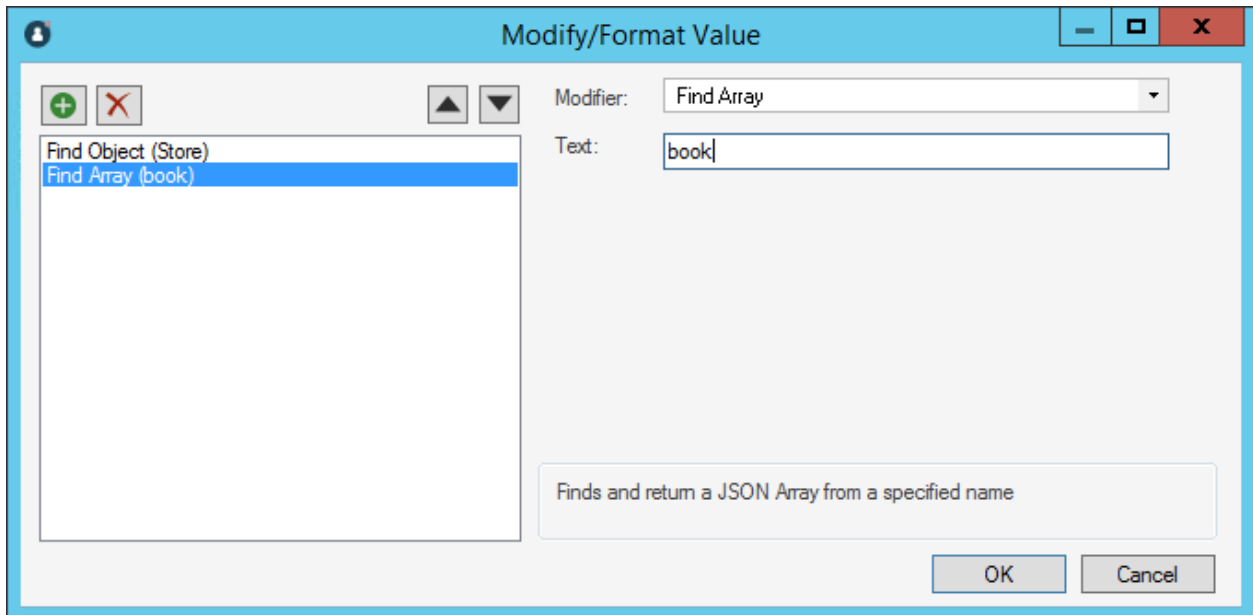 Modify/Format Value
Modifier: Find Array
Text: book
Find Object (Store)
Find Array (book)
Finds and return a JSON Array from a specified name
OK Cancel